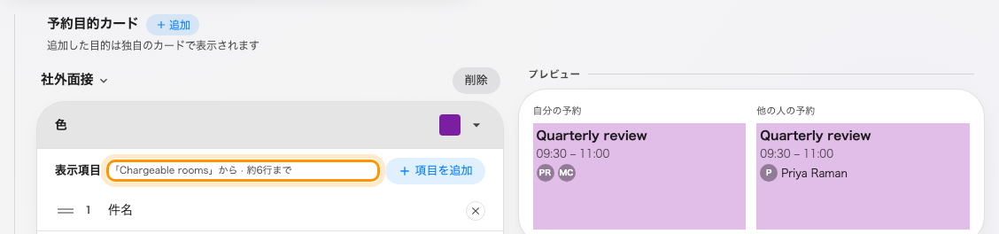 予約目的カード
+ 追加
追加した目的は独自のカードで表示されます
社外面接
削除
色
表示項目
「Chargeable rooms」から · 約6行まで
+ 項目を追加
1 件名
プレビュー
自分の予約
Quarterly review
09:30 – 11:00
PR MC
他の人の予約
Quarterly review
09:30 – 11:00
P Priya Raman